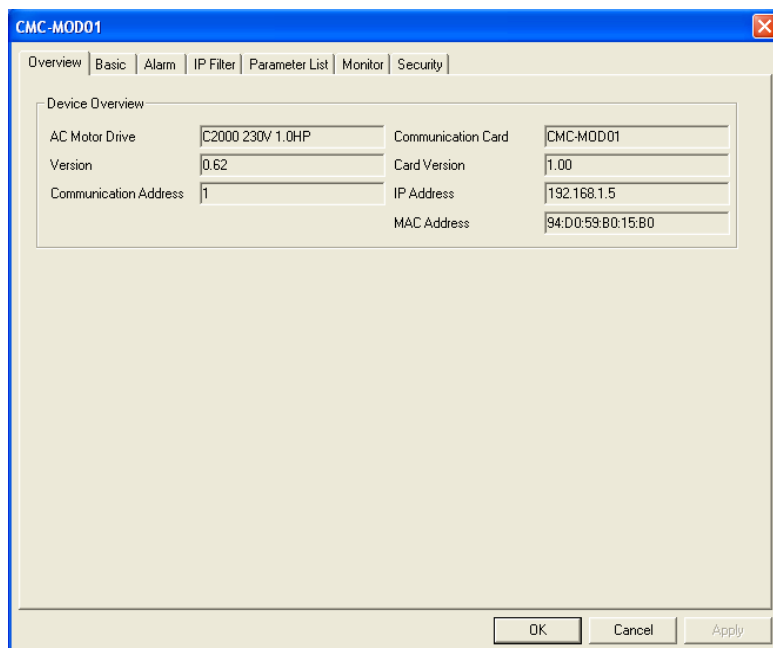 CMC-MOD01
Overview Basic Alarm IP Filter Parameter List Monitor Security
Device Overview
AC Motor Drive C2000 230V 1.0HP Communication Card CMC-MOD01
Version 0.62 Card Version 1.00
Communication Address 1 IP Address 192.168.1.5
MAC Address 94:D0:59:B0:15:B0
OK Cancel Apply